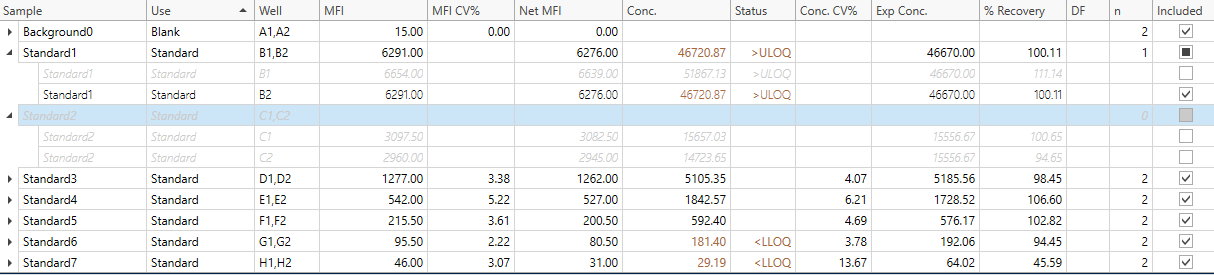 Sample Use Well MFI MFI CV% Net MFI Conc. Status Conc. CV% Exp Conc. % Recovery DF n Included
Background0 Blank A1,A2 15.00 0.00 0.00 2
Standard1 Standard B1,B2 6291.00 6276.00 46720.87 >ULOQ 46670.00 100.11 1
Standard1 Standard B1 6654.00 6639.00 51867.13 >ULOQ 46670.00 111.14
Standard1 Standard B2 6291.00 6276.00 46720.87 >ULOQ 46670.00 100.11
Standard2 Standard C1,C2 0
Standard2 Standard C1 3097.50 3082.50 15657.03 15556.67 100.65
Standard2 Standard C2 2960.00 2945.00 14723.65 15556.67 94.65
Standard3 Standard D1,D2 1277.00 3.38 1262.00 5105.35 4.07 5185.56 98.45 2
Standard4 Standard E1,E2 542.00 5.22 527.00 1842.57 6.21 1728.52 106.60 2
Standard5 Standard F1,F2 215.50 3.61 200.50 592.40 4.69 576.17 102.82 2
Standard6 Standard G1,G2 95.50 2.22 80.50 181.40 <LLOQ 3.78 192.06 94.45 2
Standard7 Standard H1,H2 46.00 3.07 31.00 29.19 <LLOQ 13.67 64.02 45.59 2